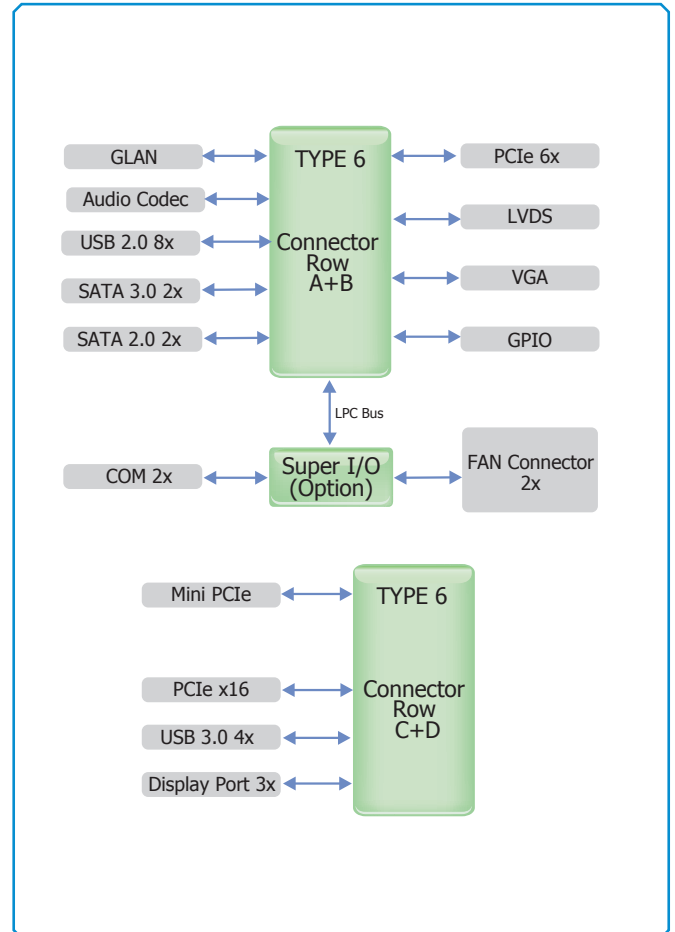 GLAN
Audio Codec
USB 2.0 8x
SATA 3.0 2x
SATA 2.0 2x
TYPE 6
Connector
Row
A+B
PCIe 6x
LVDS
VGA
GPIO
LPC Bus
COM 2x
Super I/O
(Option)
FAN Connector
2x
Mini PCIe
PCIe x16
USB 3.0 4x
Display Port 3x
TYPE 6
Connector
Row
C+D